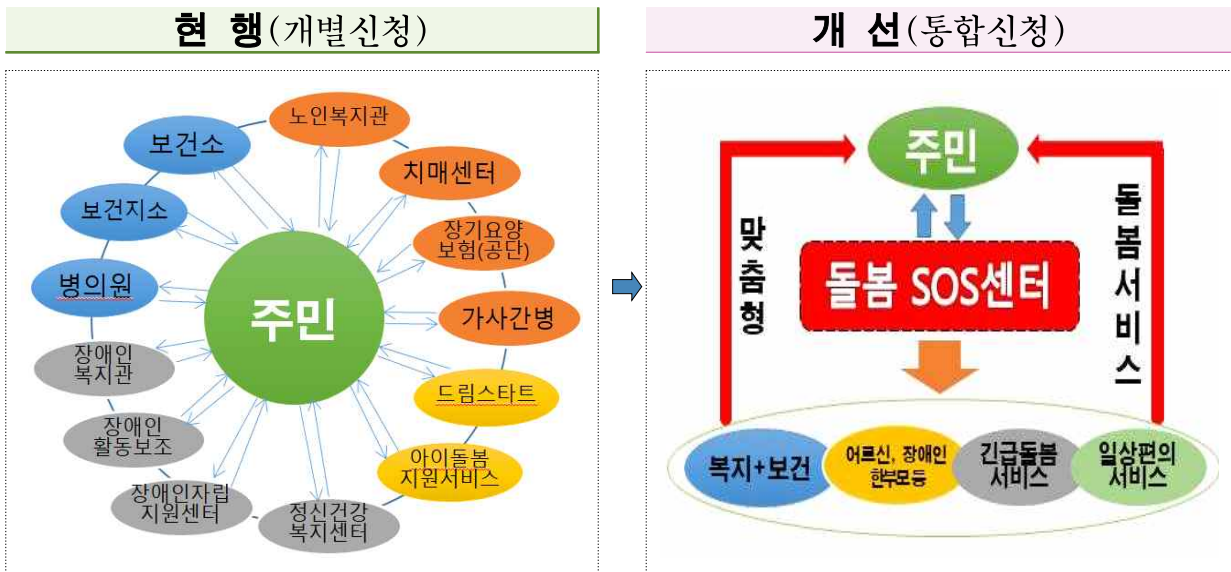 현 행(개별신청)
노인복지관
보건소
치매센터
보건지소
장기요양
보험(공단)
병의원
주민
가사간병
장애인
복지관
드림스타트
장애인
활동보조
아이돌봄
지원서비스
장애인자립
지원센터
정신건강
복지센터
개 선(통합신청)
주민
맞춤형
돌봄서비스
돌봄 SOS센터
복지+보건
어르신, 장애인
한부모 등
긴급돌봄
서비스
일상편의
서비스